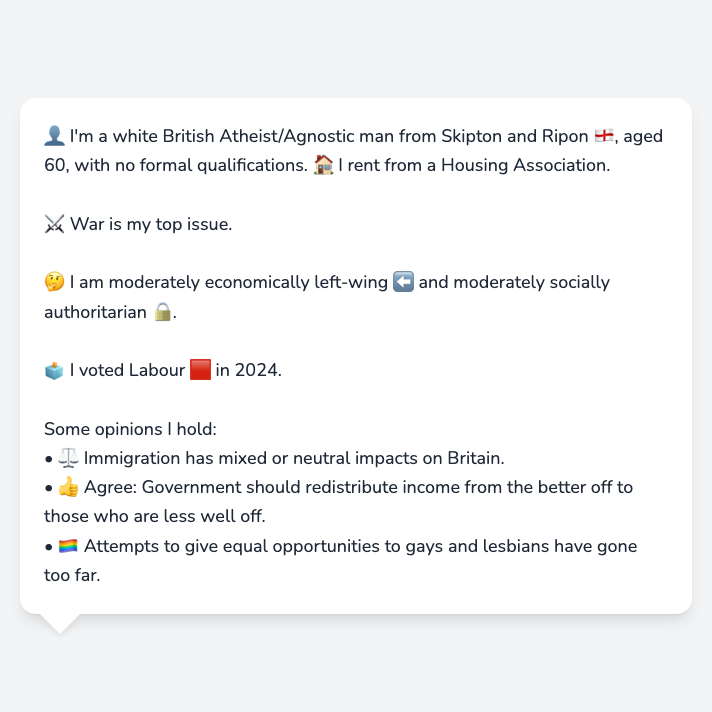 👤 I'm a white British Atheist/Agnostic man from Skipton and Ripon 🏴󠁧󠁢󠁥󠁮󠁧󠁿, aged
60, with no formal qualifications. 🏠 I rent from a Housing Association.
⚔️ War is my top issue.
🤔 I am moderately economically left-wing ⬅️ and moderately socially
authoritarian 🔒.
🗳️ I voted Labour 🟥 in 2024.
Some opinions I hold:
• ⚖️ Immigration has mixed or neutral impacts on Britain.
• 👍 Agree: Government should redistribute income from the better off to
those who are less well off.
• 🏳️‍🌈 Attempts to give equal opportunities to gays and lesbians have gone
too far.